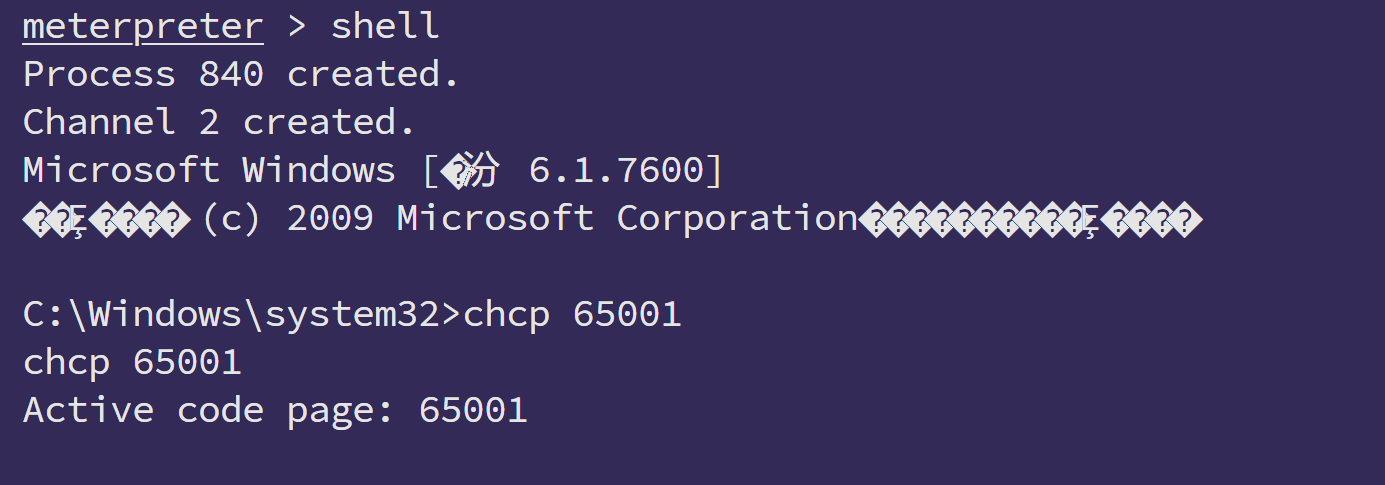 meterpreter > shell
Process 840 created.
Channel 2 created.
Microsoft Windows [�汾 6.1.7600]
��Ȩ���� (c) 2009 Microsoft Corporation����������Ȩ����
C:\Windows\system32>chcp 65001
chcp 65001
Active code page: 65001